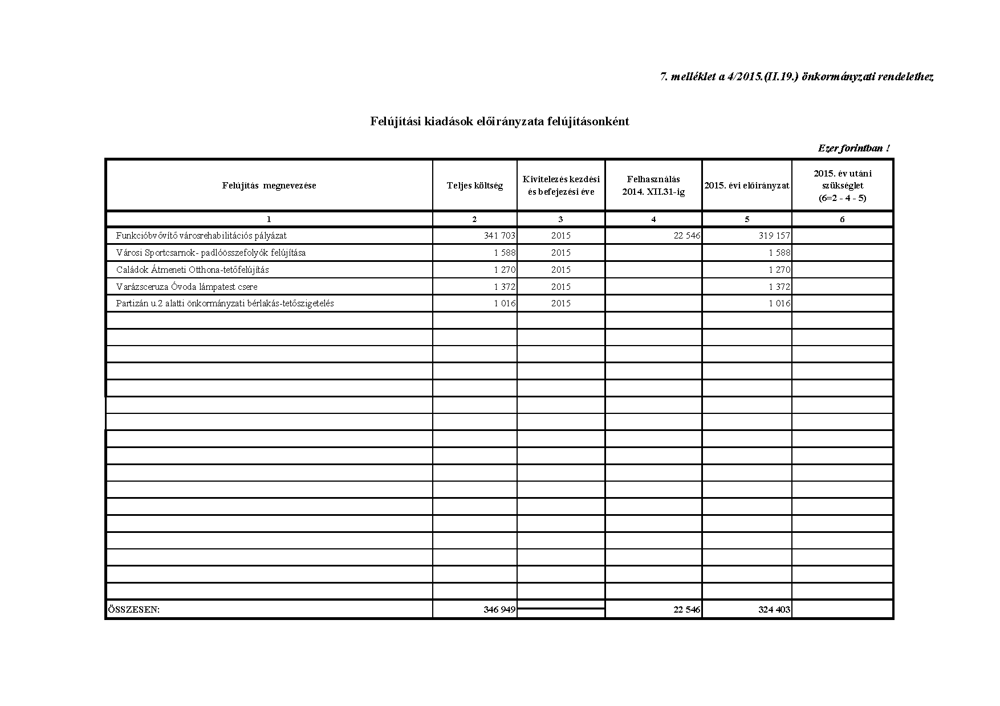 7. melléklet a 4/2015.(II.19.) önkormányzati rendelethez
Felújítási kiadások előirányzata felújításonként
Ezer forintban !
Felújítás megnevezése
Teljes költség
Kivitelezés kezdési
és befejezési éve
Felhasználás
2014. XII.31-ig
2015. évi előirányzat
2015. év utáni
szükséglet
(6=2 - 4 - 5)
1 2 3 4 5 6
Funkcióbvővítő városrehabilitációs pályázat 341 703 2015 22 546 319 157
Városi Sportcsarnok- padlóösszefolyók felújítása 1 588 2015 1 588
Caládok Átmeneti Otthona-tetőfelújítás 1 270 2015 1 270
Varázsceruza Óvoda lámpatest csere 1 372 2015 1 372
Partizán u.2 alatti önkormányzati bérlakás-tetőszigetelés 1 016 2015 1 016
ÖSSZESEN: 346 949 22 546 324 403